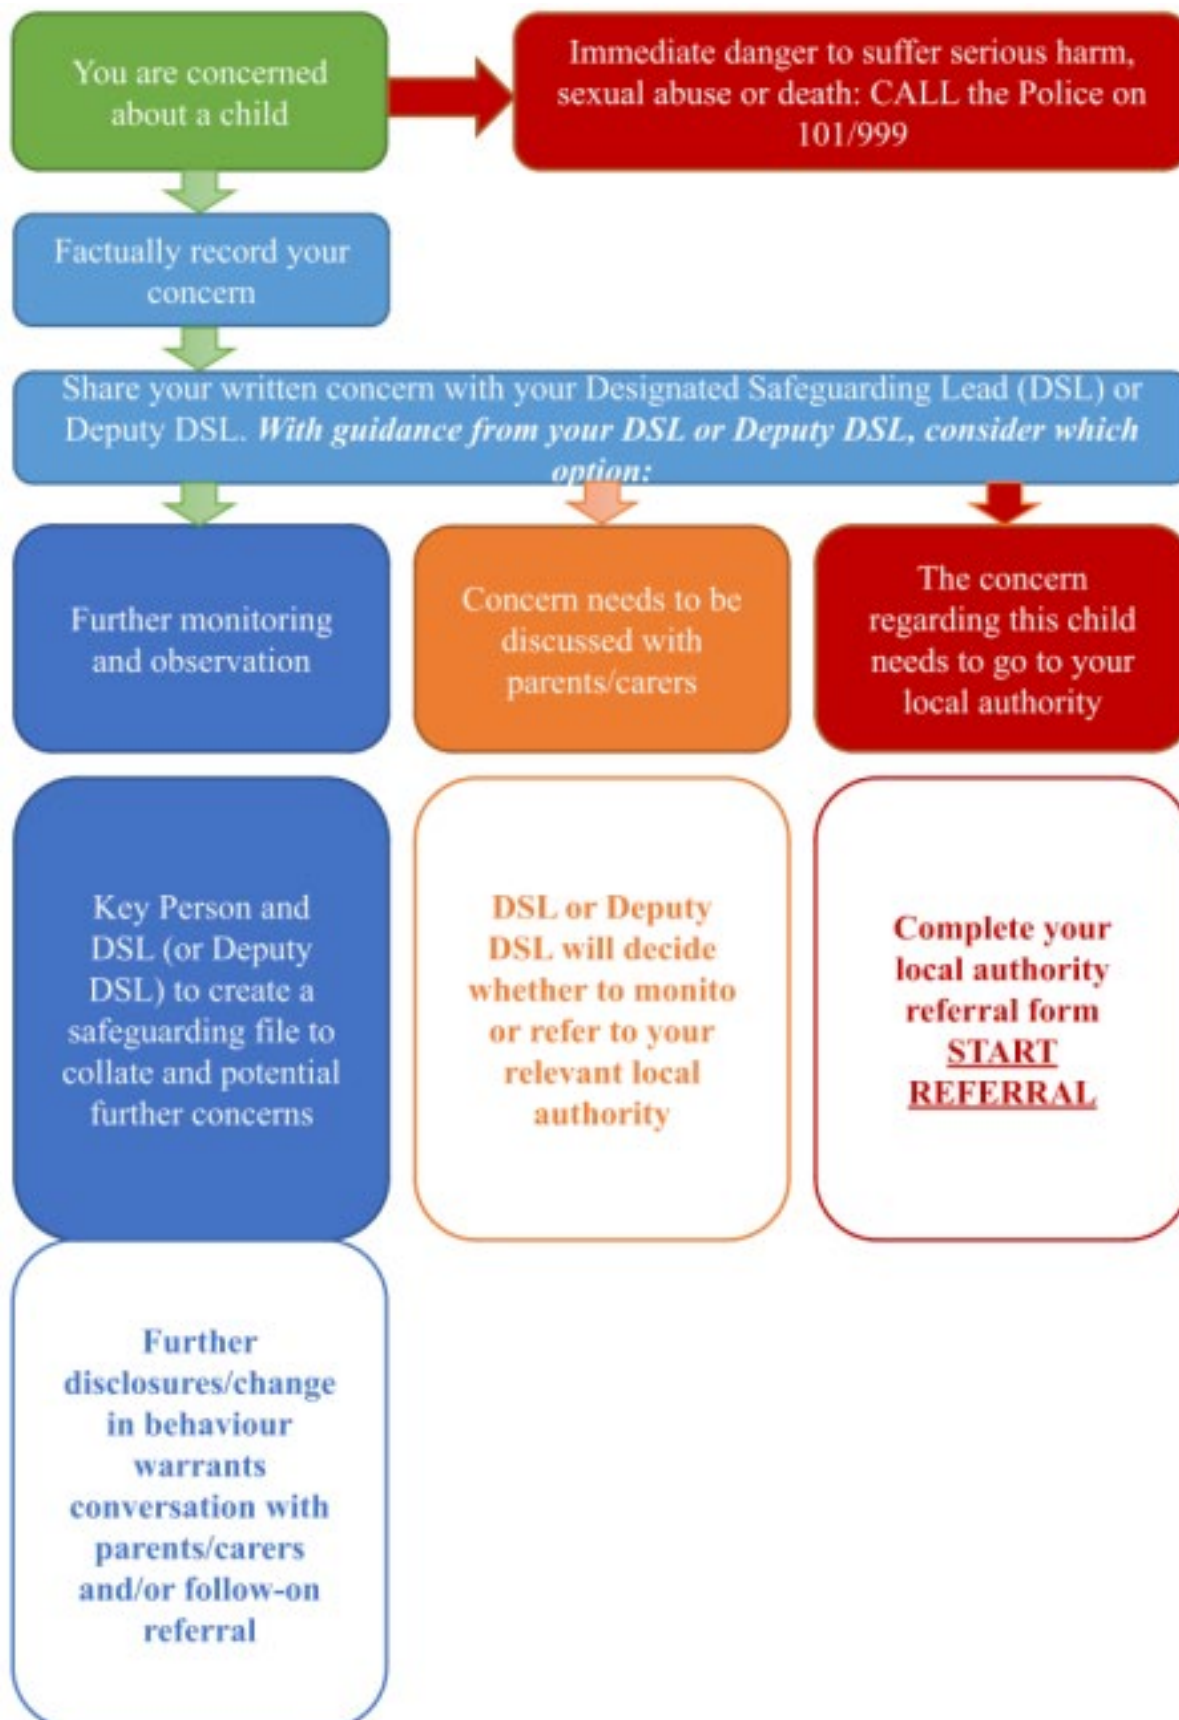 You are concerned
about a child
Immediate danger to suffer serious harm,
sexual abuse or death: CALL the Police on
101/999
Factually record your
concern
Share your written concern with your Designated Safeguarding Lead (DSL) or
Deputy DSL. With guidance from your DSL or Deputy DSL, consider which
option:
Further monitoring
and observation
Concern needs to be
discussed with
parents/carers
The concern
regarding this child
needs to go to your
local authority
Key Person and
DSL (or Deputy
DSL) to create a
safeguarding file to
collate and potential
further concerns
DSL or Deputy
DSL will decide
whether to monito
or refer to your
relevant local
authority
Complete your
local authority
referral form
START
REFERRAL
Further
disclosures/change
in behaviour
warrants
conversation with
parents/carers
and/or follow-on
referral